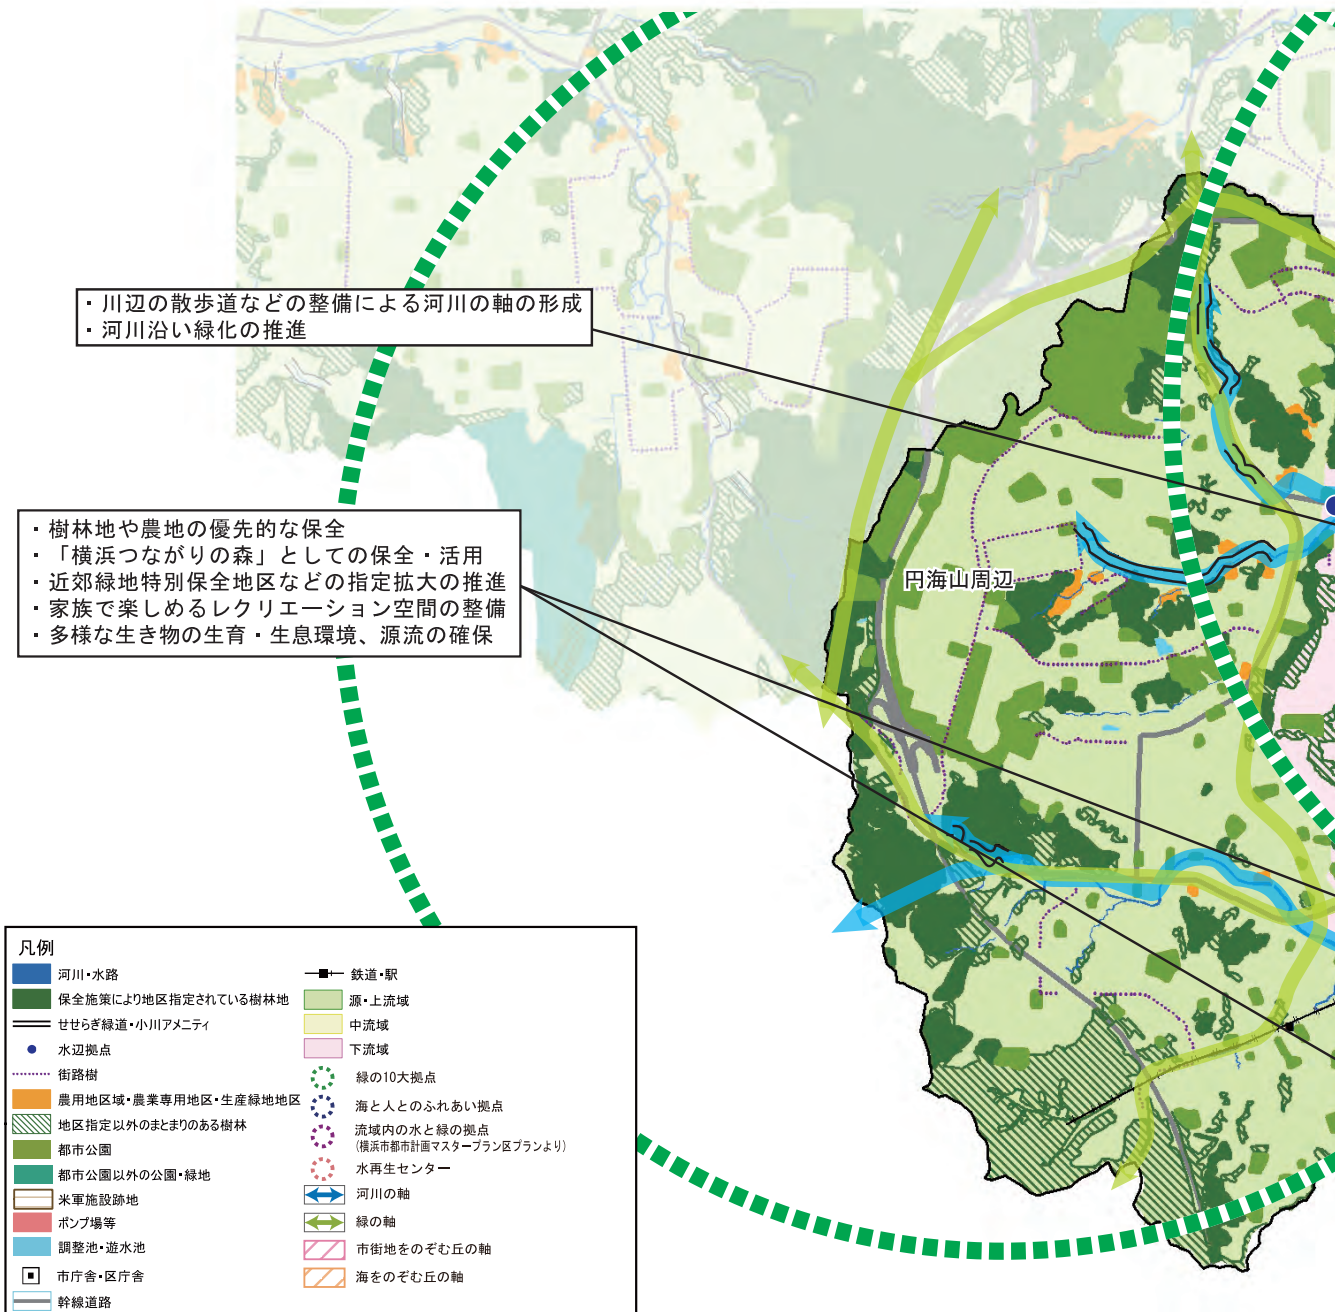 ・川辺の散歩道などの整備による河川の軸の形成
・河川沿い緑化の推進
・樹林地や農地の優先的な保全
・「横浜つながりの森」としての保全・活用
・近郊緑地特別保全地区などの指定拡大の推進
・家族で楽しめるレクリエーション空間の整備
・多様な生き物の生育・生息環境、源流の確保
円海山周辺
凡例
河川・水路
保全施策により地区指定されている樹林地
せせらぎ緑道・小川アメニティ
水辺拠点
街路樹
農用地区域・農業専用地区・生産緑地地区
地区指定以外のまとまりのある樹林
都市公園
都市公園以外の公園・緑地
米軍施設跡地
ポンプ場等
調整池・遊水池
市庁舎・区庁舎
幹線道路
鉄道・駅
源・上流域
中流域
下流域
緑の10大拠点
海と人とのふれあい拠点
流域内の水と緑の拠点
(横浜市都市計画マスタープラン区プランより)
水再生センター
河川の軸
緑の軸
市街地をのぞむ丘の軸
海をのぞむ丘の軸